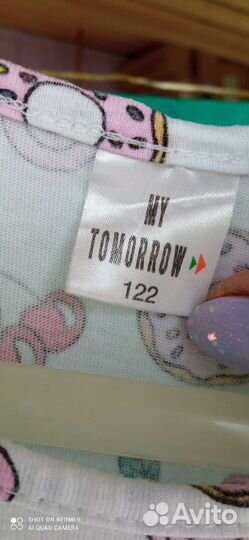 MY
TOMORROW
122
SHOT ON REDMI 9
AI QUAD CAMERA
Avito